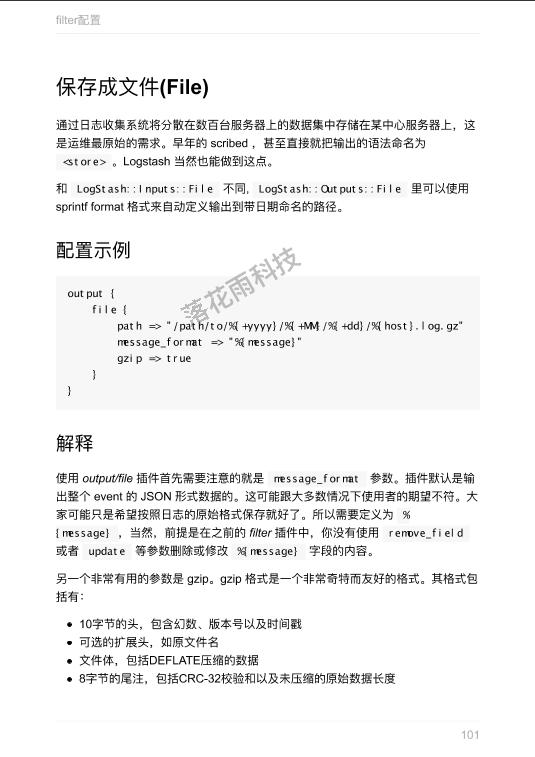 filter配置
保存成文件(File)
通过日志收集系统将分散在数百台服务器上的数据集中存储在某中心服务器上，这
是运维最原始的需求。早年的 scribed ，甚至直接就把输出的语法命名为
<store> 。Logstash 当然也能做到这点。
和 LogStash::Inputs::File 不同，LogStash::Outputs::File 里可以使用
sprintf format 格式来自动定义输出到带日期命名的路径。
配置示例
落花雨科技
output {
file {
path => "/path/to/%{+yyyy}/%{+MM}/%{+dd}/%{host}.log.gz"
message_format => "%{message}"
gzip => true
}
}
解释
使用 output/file 插件首先需要注意的就是 message_format 参数。插件默认是输
出整个 event 的 JSON 形式数据的。这可能跟大多数情况下使用者的期望不符。大
家可能只是希望按照日志的原始格式保存就好了。所以需要定义为 %
{message} ，当然，前提是在之前的 filter 插件中，你没有使用 remove_field
或者 update 等参数删除或修改 %{message} 字段的内容。
另一个非常有用的参数是 gzip。gzip 格式是一个非常奇特而友好的格式。其格式包
括有：
● 10字节的头，包含幻数、版本号以及时间戳
● 可选的扩展头，如原文件名
● 文件体，包括DEFLATE压缩的数据
● 8字节的尾注，包括CRC-32校验和以及未压缩的原始数据长度
101